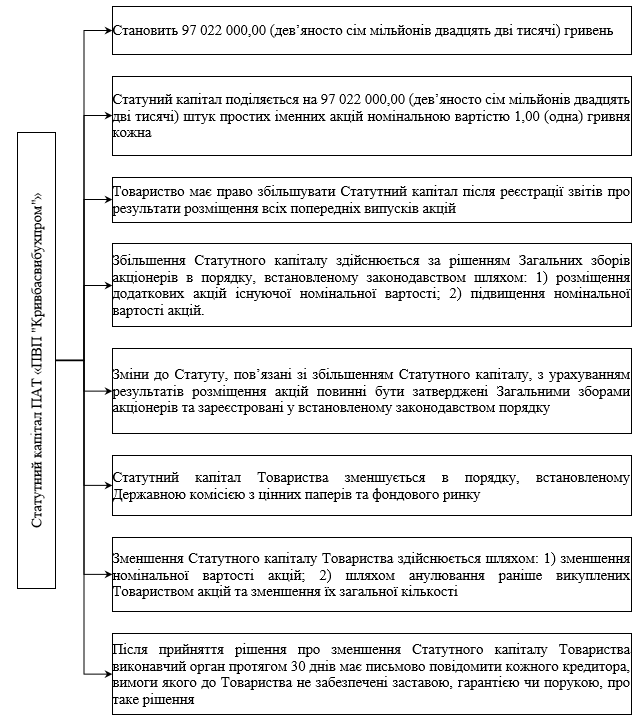 Статутний капітал ПАТ «ПВП "Кривбасвибухпром"»
Становить 97 022 000,00 (дев’яносто сім мільйонів двадцять дві тисячі) гривень
Статуний капітал поділяється на 97 022 000,00 (дев’яносто сім мільйонів двадцять
дві тисячі) штук простих іменних акцій номінальною вартістю 1,00 (одна) гривня
кожна
Товариство має право збільшувати Статутний капітал після реєстрації звітів про
результати розміщення всіх попередніх випусків акцій
Збільшення Статутного капіталу здійснюється за рішенням Загальних зборів
акціонерів в порядку, встановленому законодавством шляхом: 1) розміщення
додаткових акцій існуючої номінальної вартості; 2) підвищення номінальної
вартості акцій.
Зміни до Статуту, пов’язані зі збільшенням Статутного капіталу, з урахуванням
результатів розміщення акцій повинні бути затверджені Загальними зборами
акціонерів та зареєстровані у встановленому законодавством порядку
Статутний капітал Товариства зменшується в порядку, встановленому
Державною комісією з цінних паперів та фондового ринку
Зменшення Статутного капіталу Товариства здійснюється шляхом: 1) зменшення
номінальної вартості акцій; 2) шляхом анулювання раніше викуплених
Товариством акцій та зменшення їх загальної кількості
Після прийняття рішення про зменшення Статутного капіталу Товариства
виконавчий орган протягом 30 днів має письмово повідомити кожного кредитора,
вимоги якого до Товариства не забезпечені заставою, гарантією чи порукою, про
таке рішення